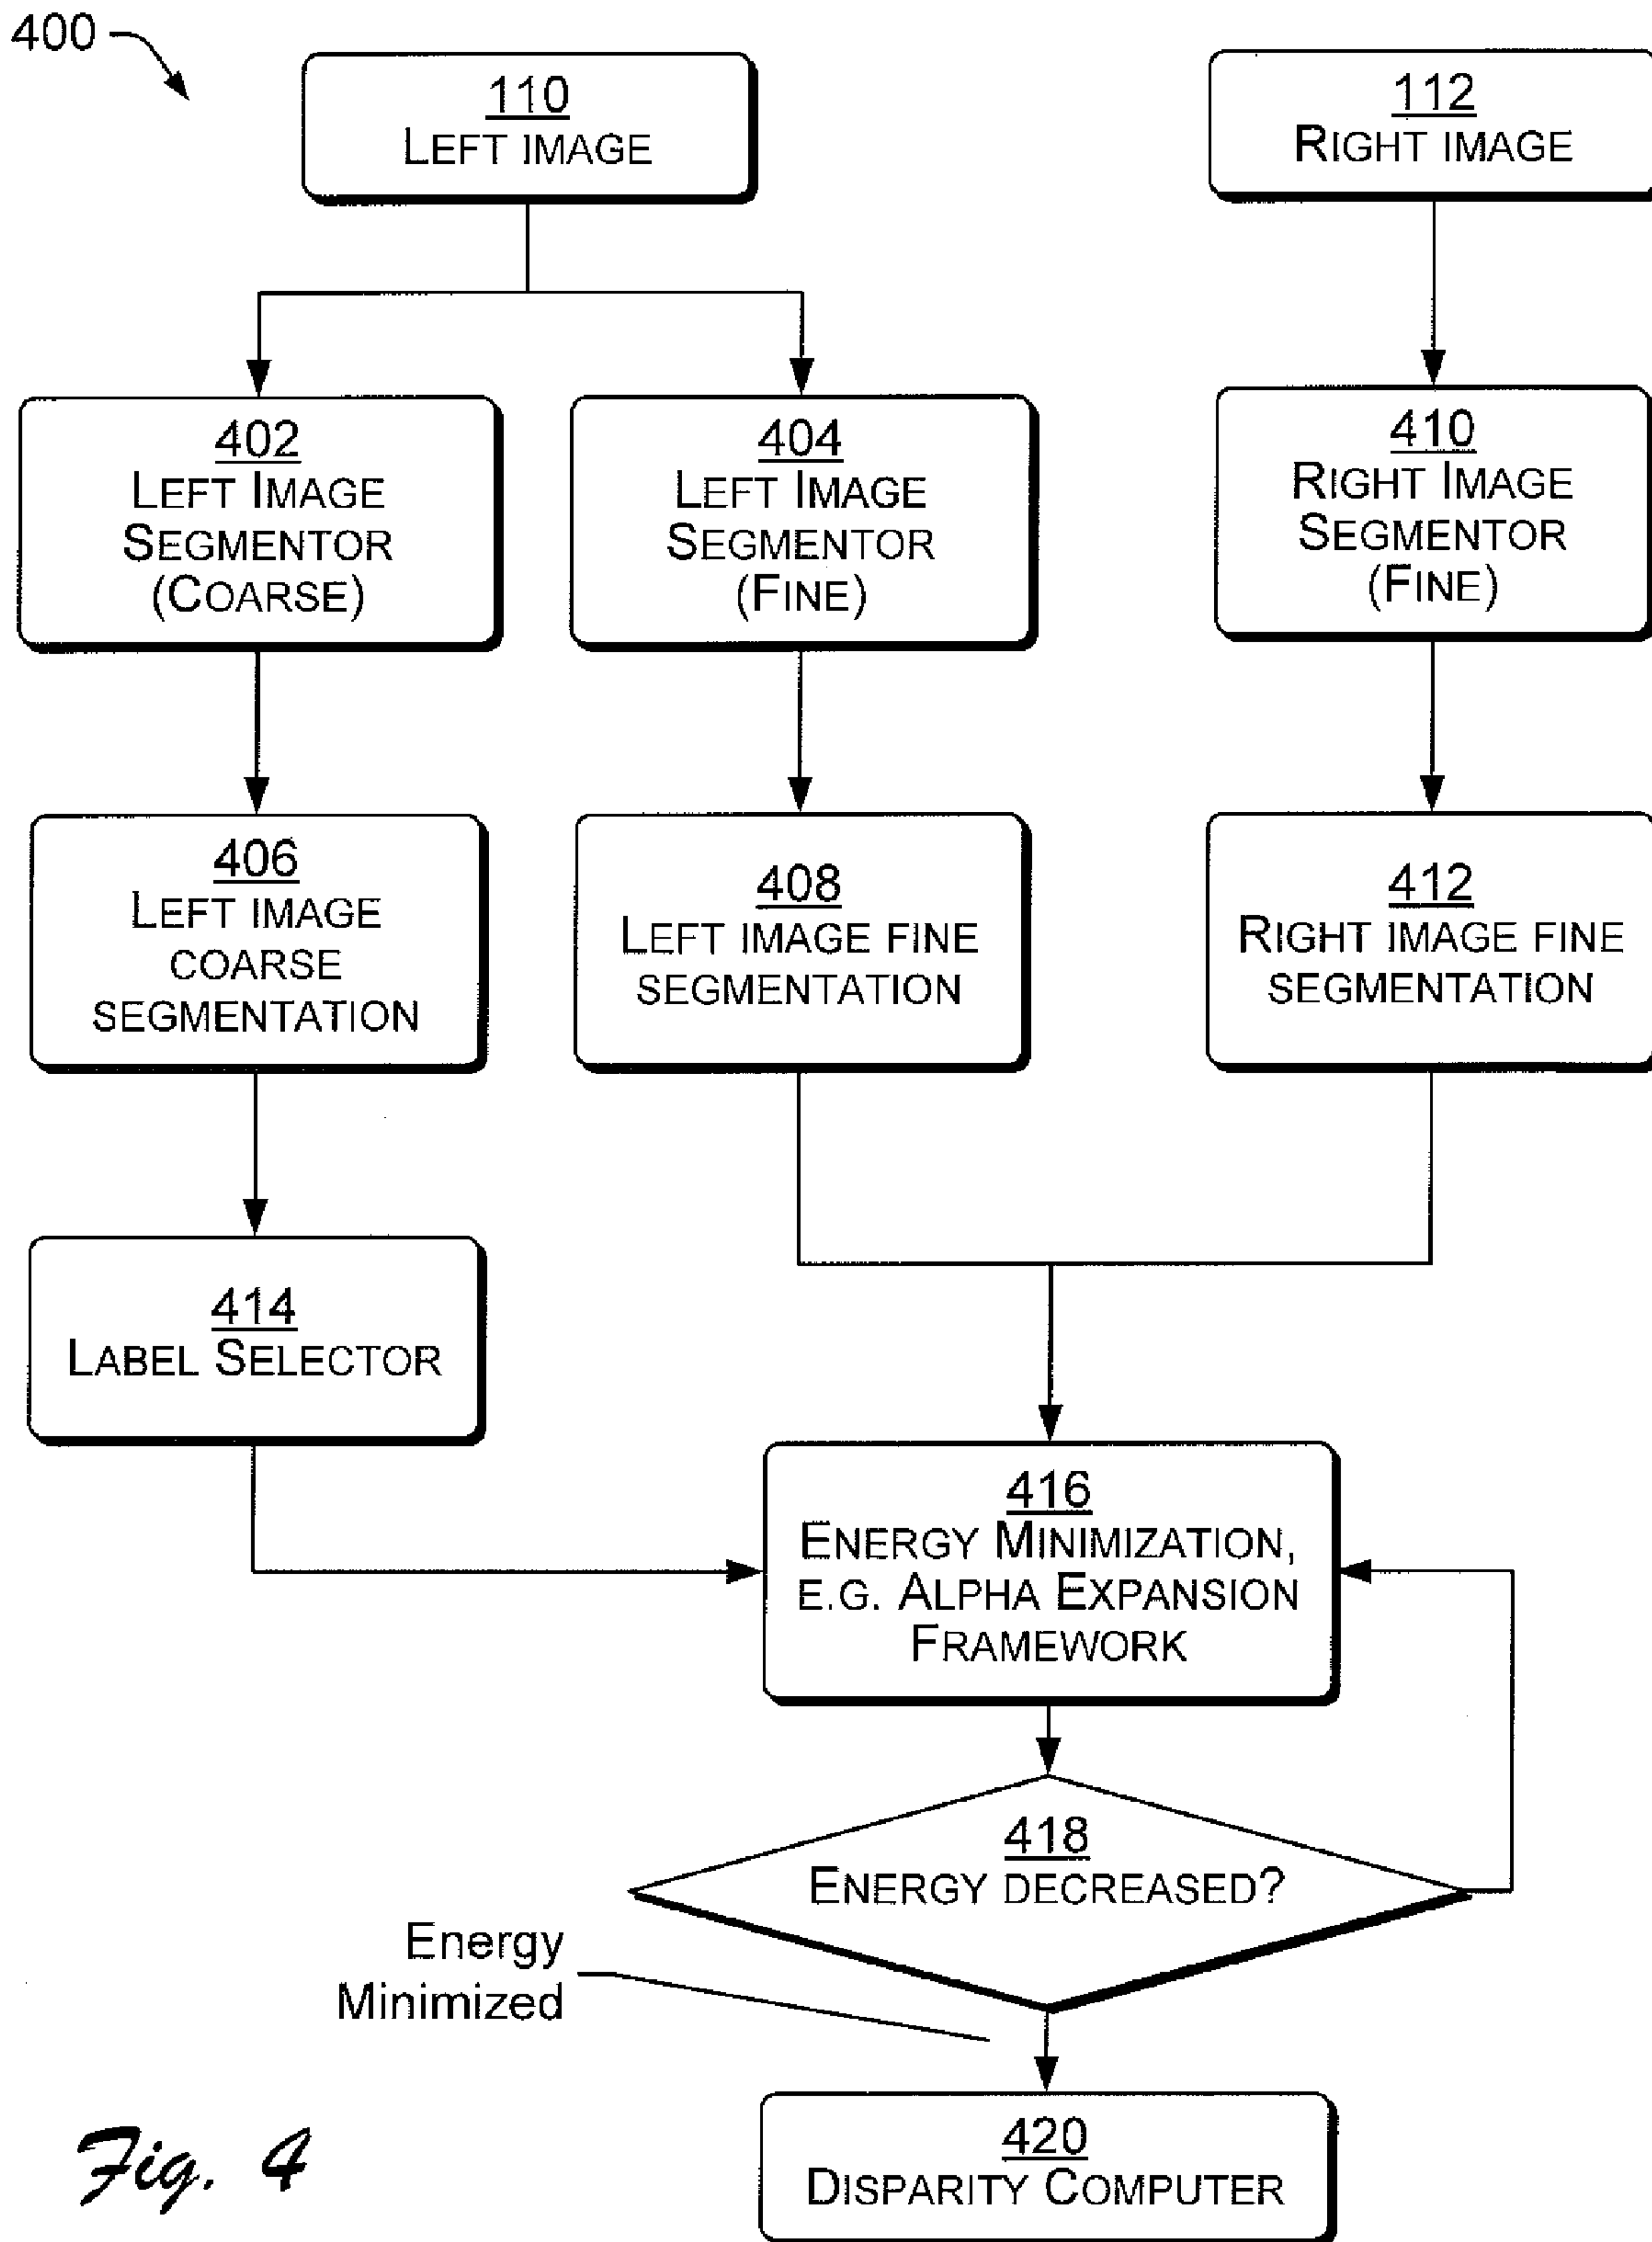 400
110
LEFT IMAGE
112
RIGHT IMAGE
402
LEFT IMAGE
SEGMENTOR
(COARSE)
404
LEFT IMAGE
SEGMENTOR
(FINE)
410
RIGHT IMAGE
SEGMENTOR
(FINE)
406
LEFT IMAGE
COARSE
SEGMENTATION
408
LEFT IMAGE FINE
SEGMENTATION
412
RIGHT IMAGE FINE
SEGMENTATION
414
LABEL SELECTOR
416
ENERGY MINIMIZATION,
E.G. ALPHA EXPANSION
FRAMEWORK
418
ENERGY DECREASED?
Energy
Minimized
420
DISPARITY COMPUTER
Fig. 4